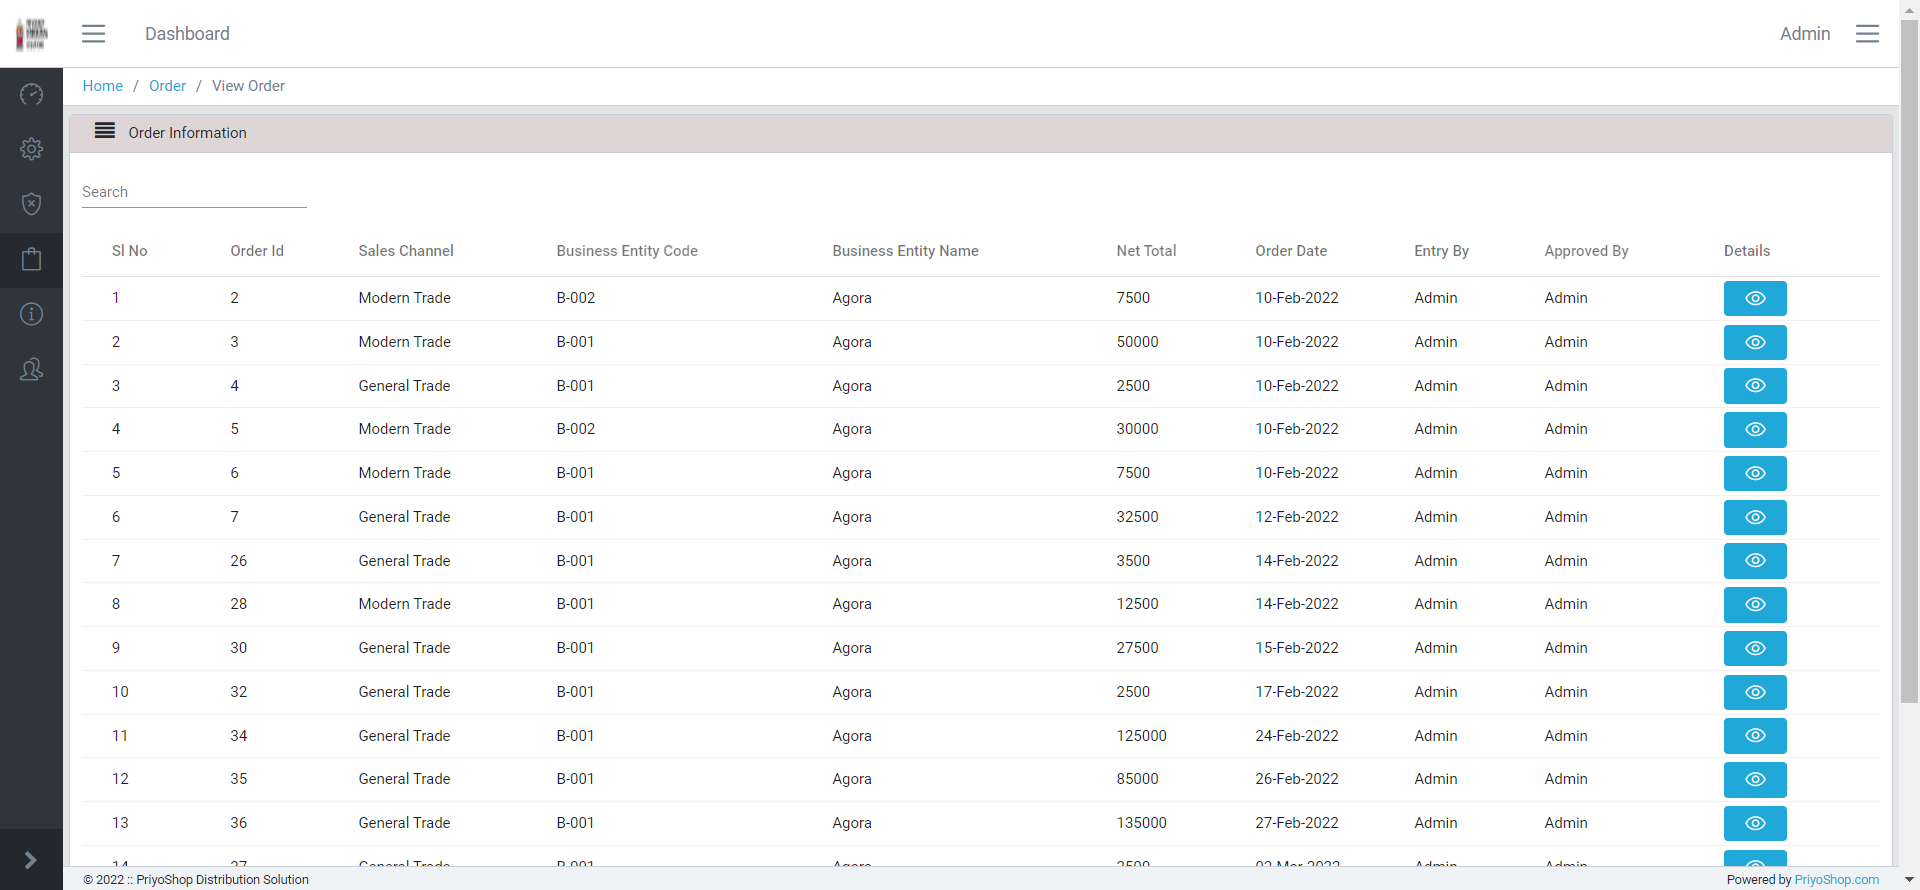 Dashboard
Admin
Home / Order / View Order
Order Information
Search
Sl No Order Id Sales Channel Business Entity Code Business Entity Name Net Total Order Date Entry By Approved By Details
1 2 Modern Trade B-002 Agora 7500 10-Feb-2022 Admin Admin
2 3 Modern Trade B-001 Agora 50000 10-Feb-2022 Admin Admin
3 4 General Trade B-001 Agora 2500 10-Feb-2022 Admin Admin
4 5 Modern Trade B-002 Agora 30000 10-Feb-2022 Admin Admin
5 6 Modern Trade B-001 Agora 7500 10-Feb-2022 Admin Admin
6 7 General Trade B-001 Agora 32500 12-Feb-2022 Admin Admin
7 26 General Trade B-001 Agora 3500 14-Feb-2022 Admin Admin
8 28 Modern Trade B-001 Agora 12500 14-Feb-2022 Admin Admin
9 30 General Trade B-001 Agora 27500 15-Feb-2022 Admin Admin
10 32 General Trade B-001 Agora 2500 17-Feb-2022 Admin Admin
11 34 General Trade B-001 Agora 125000 24-Feb-2022 Admin Admin
12 35 General Trade B-001 Agora 85000 26-Feb-2022 Admin Admin
13 36 General Trade B-001 Agora 135000 27-Feb-2022 Admin Admin
14 37 General Trade B-001 Agora Admin Admin
© 2022 :: PriyoShop Distribution Solution
Powered by PriyoShop.com